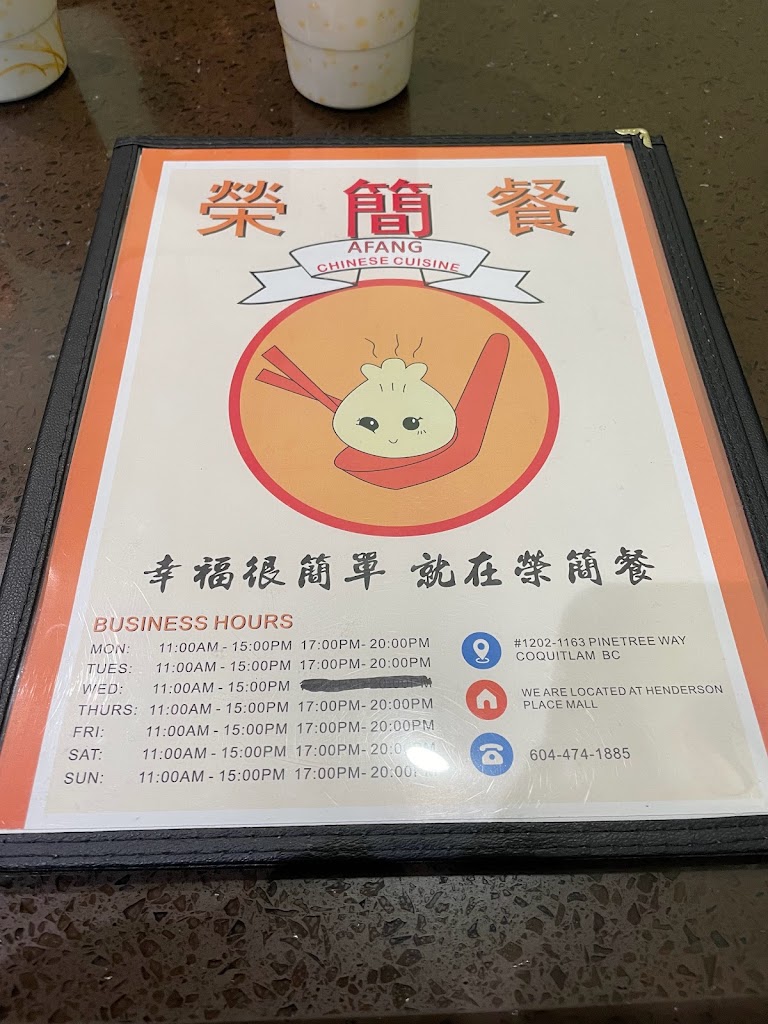 榮簡餐
AFANG
CHINESE CUISINE
幸福很簡單 就在榮簡餐
BUSINESS HOURS
MON: 11:00AM - 15:00PM 17:00PM- 20:00PM
TUES: 11:00AM - 15:00PM 17:00PM- 20:00PM
WED: 11:00AM - 15:00PM
THURS: 11:00AM - 15:00PM 17:00PM- 20:00PM
FRI: 11:00AM - 15:00PM 17:00PM- 20:00PM
SAT: 11:00AM - 15:00PM 17:00PM- 20:00PM
SUN: 11:00AM - 15:00PM 17:00PM- 20:00PM
#1202-1163 PINETREE WAY
COQUITLAM BC
WE ARE LOCATED AT HENDERSON
PLACE MALL
604-474-1885